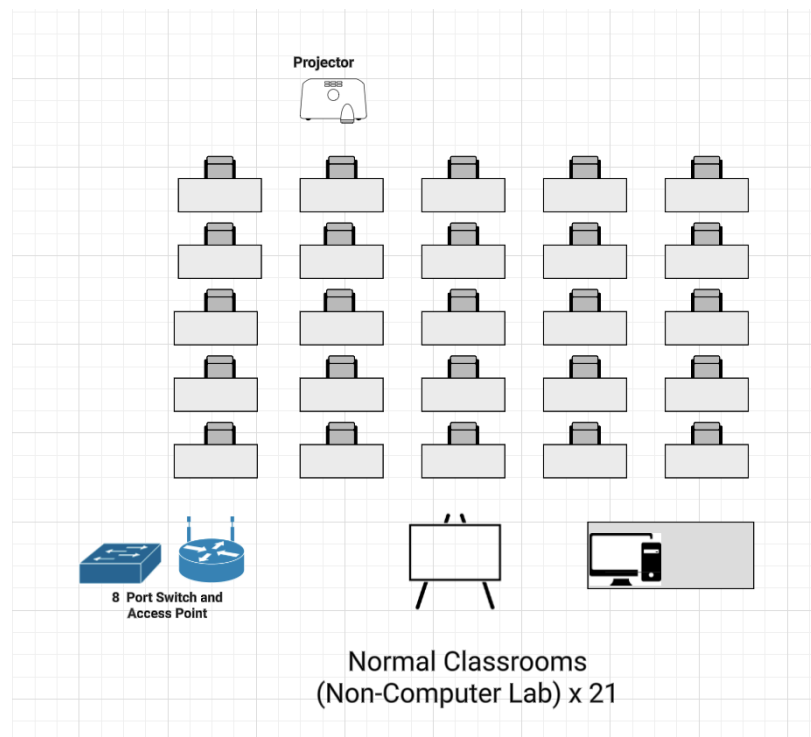 Projector
8 Port Switch and
Access Point
Normal Classrooms
(Non-Computer Lab) x 21